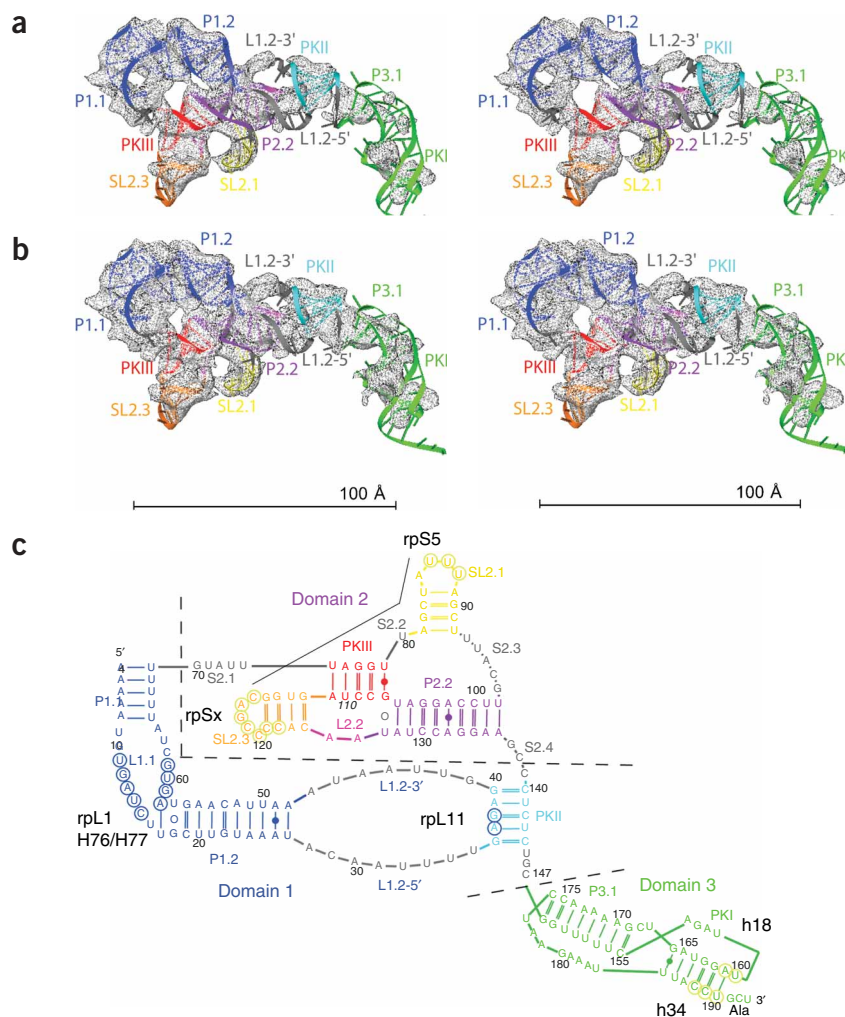 a
P1.2
L1.2-3'
PKII
P3.1
P1.1
PKIII
P2.2
L1.2-5'
PKI
SL2.3
SL2.1
P1.2
L1.2-3'
PKII
P3.1
P1.1
PKIII
P2.2
L1.2-5'
PKI
SL2.3
SL2.1
b
P1.2
L1.2-3'
PKII
P3.1
P1.1
PKIII
P2.2
L1.2-5'
PKI
SL2.3
SL2.1
P1.2
L1.2-3'
PKII
P3.1
P1.1
PKIII
P2.2
L1.2-5'
PK
SL2.3
SL2.1
100 Å
100 Å
c
rpS5
SL2.1
90
Domain 2
S2.2
80
S2.3
5′
4
G U A U U
70
S2.1
PKIII
U A G G U
A U C C G
110
P1.1
rpSx
SL2.3
120
L2.2
P2.2
100
U A G G A C C U U
U A U C C A G G A A
130
S2.4
10
L1.1
60
50
L1.2-3′
40
140
rpL1
H76/H77
U G A A C A U U A A
G U C U U G U A A A U
20
P1.2
rpL11
PKII
30
L1.2-5′
Domain 1
147
175
P3.1
Domain 3
170
PKI
h18
165
160
180
155
h34
190
G C U
3′
Ala